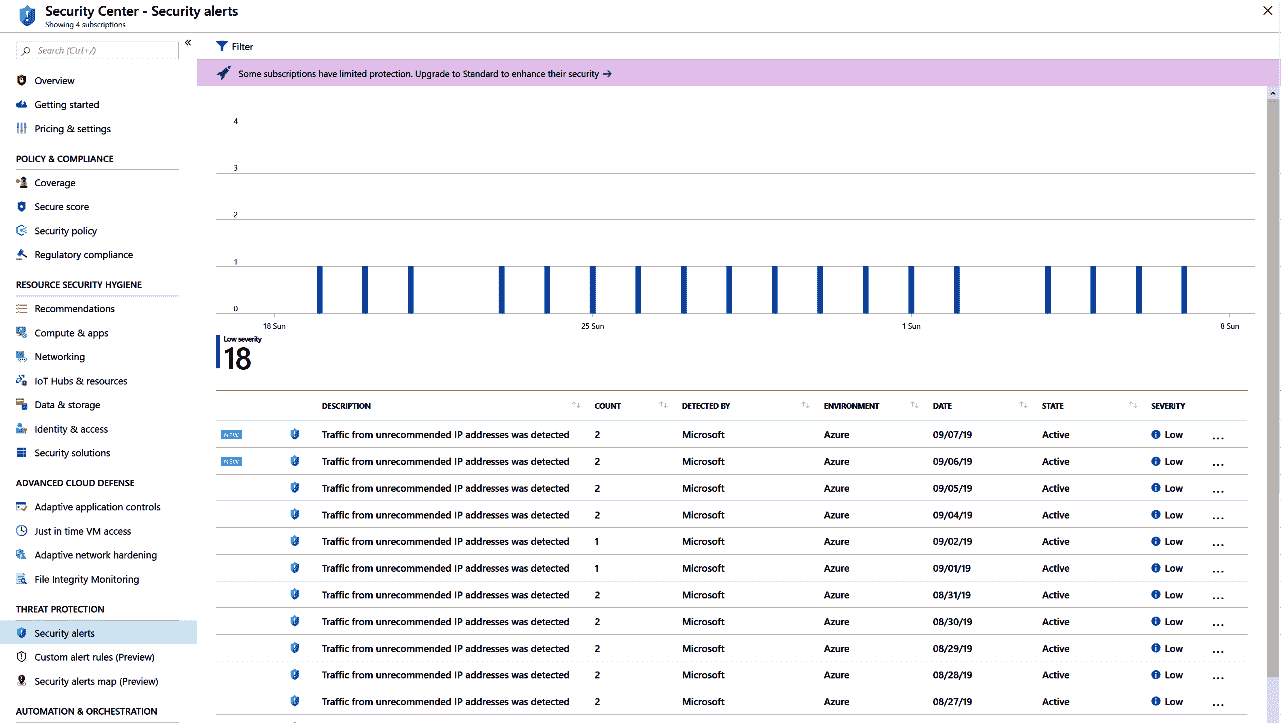 Security Center - Security alerts
Showing 4 subscriptions
Search (Ctrl+/)
«
Overview
Getting started
Pricing & settings
POLICY & COMPLIANCE
Coverage
Secure score
Security policy
Regulatory compliance
RESOURCE SECURITY HYGIENE
Recommendations
Compute & apps
Networking
IoT Hubs & resources
Data & storage
Identity & access
Security solutions
ADVANCED CLOUD DEFENSE
Adaptive application controls
Just in time VM access
Adaptive network hardening
File Integrity Monitoring
THREAT PROTECTION
Security alerts
Custom alert rules (Preview)
Security alerts map (Preview)
AUTOMATION & ORCHESTRATION
Filter
Some subscriptions have limited protection. Upgrade to Standard to enhance their security →
4
3
2
1
0
18 Sun 25 Sun 1 Sun 8 Sun
Low severity
18
DESCRIPTION COUNT DETECTED BY ENVIRONMENT DATE STATE SEVERITY
NEW Traffic from unrecommended IP addresses was detected 2 Microsoft Azure 09/07/19 Active Low ...
NEW Traffic from unrecommended IP addresses was detected 2 Microsoft Azure 09/06/19 Active Low ...
Traffic from unrecommended IP addresses was detected 2 Microsoft Azure 09/05/19 Active Low ...
Traffic from unrecommended IP addresses was detected 2 Microsoft Azure 09/04/19 Active Low ...
Traffic from unrecommended IP addresses was detected 1 Microsoft Azure 09/02/19 Active Low ...
Traffic from unrecommended IP addresses was detected 1 Microsoft Azure 09/01/19 Active Low ...
Traffic from unrecommended IP addresses was detected 2 Microsoft Azure 08/31/19 Active Low ...
Traffic from unrecommended IP addresses was detected 2 Microsoft Azure 08/30/19 Active Low ...
Traffic from unrecommended IP addresses was detected 2 Microsoft Azure 08/29/19 Active Low ...
Traffic from unrecommended IP addresses was detected 2 Microsoft Azure 08/28/19 Active Low ...
Traffic from unrecommended IP addresses was detected 2 Microsoft Azure 08/27/19 Active Low ...